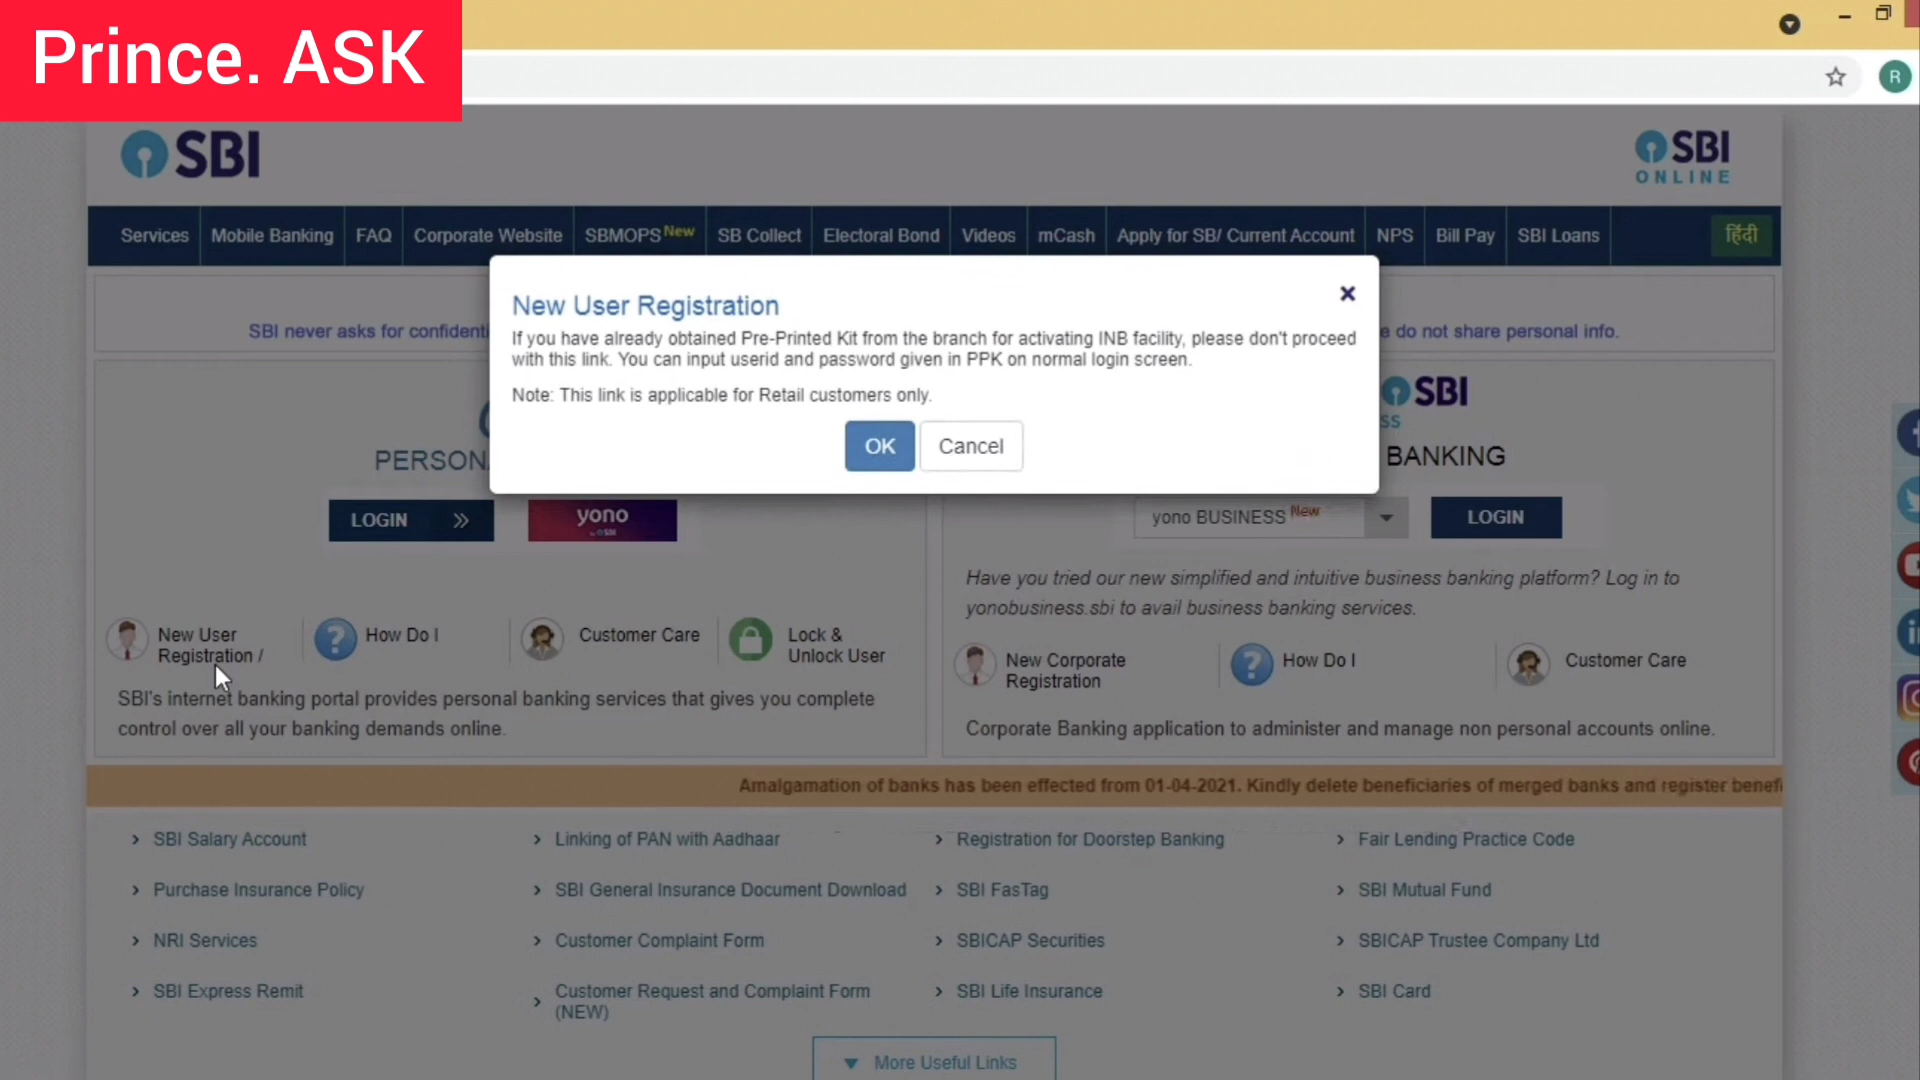 Prince. ASK
R
SBI
SBI
ONLINE
Services
Mobile Banking
FAQ
Corporate Website
SBMOPS New
SB Collect
Electoral Bond
Videos
mCash
Apply for SB/ Current Account
NPS
Bill Pay
SBI Loans
हिंदी
New User Registration
If you have already obtained Pre-Printed Kit from the branch for activating INB facility, please don't proceed
with this link. You can input userid and password given in PPK on normal login screen.
Note: This link is applicable for Retail customers only.
OK
Cancel
SBI never asks for
do not share personal info.
SBI
BANKING
LOGIN
yono
by SBI
yono BUSINESS New
LOGIN
Have you tried our new simplified and intuitive business banking platform? Log in to
yonobusiness.sbi to avail business banking services.
New User
Registration /
How Do I
Customer Care
Lock &
Unlock User
New Corporate
Registration
How Do I
Customer Care
SBI's internet banking portal provides personal banking services that gives you complete
control over all your banking demands online.
Corporate Banking application to administer and manage non personal accounts online.
Amalgamation of banks has been effected from 01-04-2021. Kindly delete beneficiaries of merged banks and register
SBI Salary Account
Linking of PAN with Aadhaar
Registration for Doorstep Banking
Fair Lending Practice Code
Purchase Insurance Policy
SBI General Insurance Document Download
SBI FasTag
SBI Mutual Fund
NRI Services
Customer Complaint Form
SBICAP Securities
SBICAP Trustee Company Ltd
SBI Express Remit
Customer Request and Complaint Form
(NEW)
SBI Life Insurance
SBI Card
More Useful Links